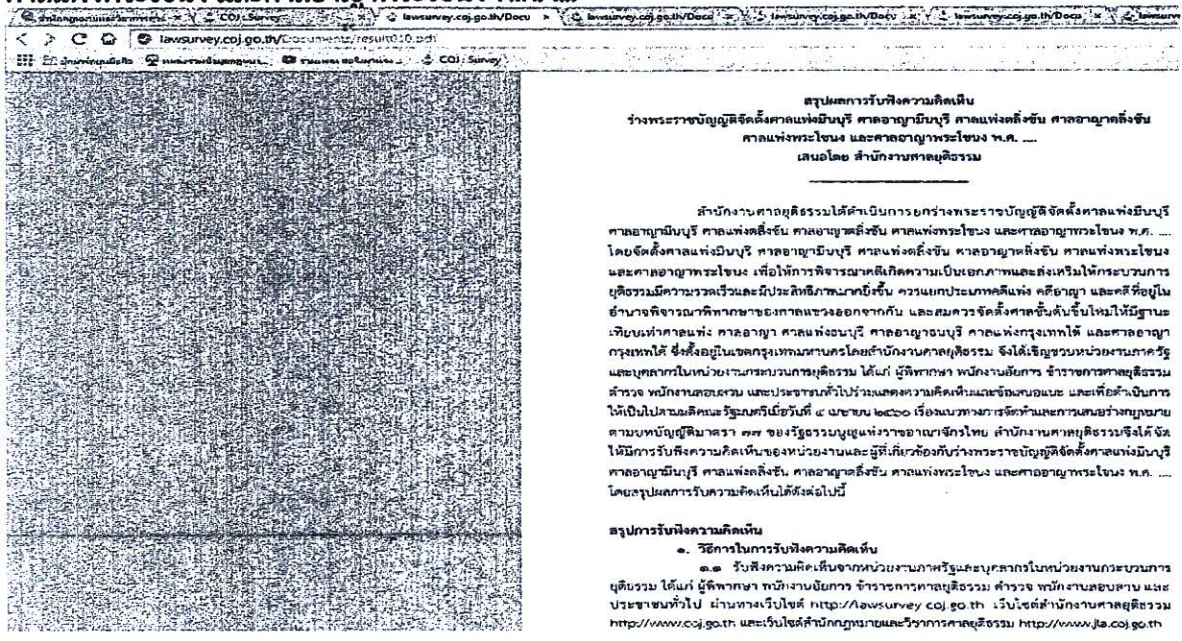 COJ Survey
lawsurvey.coj.go.th/Docu
lawsurvey.coj.go.th/Docu
lawsurvey.coj.go.th/Docu
lawsurvey.coj.go.th/Docu
lawsurvey.coj.go.th/Documents/result010.pdf
COJ Survey
สรุปผลการรับฟังความคิดเห็น
ร่างพระราชบัญญัติจัดตั้งศาลแพ่งมีนบุรี ศาลอาญามีนบุรี ศาลแพ่งตลิ่งชัน ศาลอาญาตลิ่งชัน
ศาลแพ่งพระโขนง และศาลอาญาพระโขนง พ.ศ. ....
เสนอโดย สำนักงานศาลยุติธรรม
สำนักงานศาลยุติธรรมได้ดำเนินการยกร่างพระราชบัญญัติจัดตั้งศาลแพ่งมีนบุรี
ศาลอาญามีนบุรี ศาลแพ่งตลิ่งชัน ศาลอาญาตลิ่งชัน ศาลแพ่งพระโขนง และศาลอาญาพระโขนง พ.ศ. ....
โดยจัดตั้งศาลแพ่งมีนบุรี ศาลอาญามีนบุรี ศาลแพ่งตลิ่งชัน ศาลอาญาตลิ่งชัน ศาลแพ่งพระโขนง
และศาลอาญาพระโขนง เพื่อให้การพิจารณาคดีเกิดความเป็นเอกภาพและส่งเสริมให้กระบวนการ
ยุติธรรมมีความรวดเร็วและมีประสิทธิภาพมากยิ่งขึ้น ควรแยกประเภทคดีแพ่ง คดีอาญา และคดีที่อยู่ใน
อำนาจพิจารณาพิพากษาของศาลแขวงออกจากกัน และสมควรจัดตั้งศาลชั้นต้นขึ้นใหม่ให้มีฐานะ
เทียบเท่าศาลแพ่ง ศาลอาญา ศาลแพ่งธนบุรี ศาลอาญาธนบุรี ศาลแพ่งกรุงเทพใต้ และศาลอาญา
กรุงเทพใต้ ซึ่งตั้งอยู่ในเขตกรุงเทพมหานครโดยสำนักงานศาลยุติธรรม จึงได้เชิญชวนหน่วยงานภาครัฐ
และบุคลากรในหน่วยงานกระบวนการยุติธรรม ได้แก่ ผู้พิพากษา พนักงานอัยการ ข้าราชการศาลยุติธรรม
ตำรวจ พนักงานสอบสวน และประชาชนทั่วไปร่วมแสดงความคิดเห็นและข้อเสนอแนะ และเพื่อดำเนินการ
ให้เป็นไปตามมติคณะรัฐมนตรีเมื่อวันที่ ๔ เมษายน ๒๕๖๐ เรื่องแนวทางการจัดทำและการเสนอร่างกฎหมาย
ตามบทบัญญัติมาตรา ๗๗ ของรัฐธรรมนูญแห่งราชอาณาจักรไทย สำนักงานศาลยุติธรรมจึงได้จัด
ให้มีการรับฟังความคิดเห็นของหน่วยงานและผู้ที่เกี่ยวข้องกับร่างพระราชบัญญัติจัดตั้งศาลแพ่งมีนบุรี
ศาลอาญามีนบุรี ศาลแพ่งตลิ่งชัน ศาลอาญาตลิ่งชัน ศาลแพ่งพระโขนง และศาลอาญาพระโขนง พ.ศ. ....
โดยสรุปผลการรับความคิดเห็นได้ดังต่อไปนี้
สรุปการรับฟังความคิดเห็น
๑. วิธีการในการรับฟังความคิดเห็น
๑.๑ รับฟังความคิดเห็นจากหน่วยงานภาครัฐและบุคลากรในหน่วยงานกระบวนการ
ยุติธรรม ได้แก่ ผู้พิพากษา พนักงานอัยการ ข้าราชการศาลยุติธรรม ตำรวจ พนักงานสอบสวน และ
ประชาชนทั่วไป ผ่านทางเว็บไซต์ http://lawsurvey.coj.go.th เว็บไซต์สำนักงานศาลยุติธรรม
http://www.coj.go.th และเว็บไซต์สำนักกฎหมายและวิชาการศาลยุติธรรม http://www.jla.coj.go.th